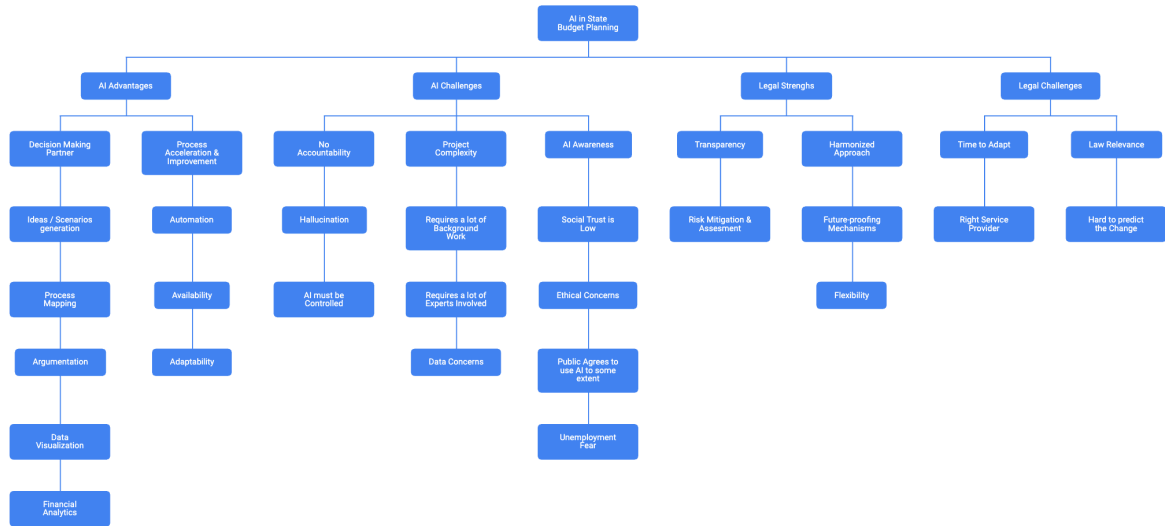 AI in State
Budget Planning
AI Advantages
AI Challenges
Legal Strenghs
Legal Challenges
Decision Making
Partner
Process
Acceleration &
Improvement
No
Accountability
Project
Complexity
AI Awareness
Transparency
Harmonized
Approach
Time to Adapt
Law Relevance
Ideas / Scenarios
generation
Automation
Hallucination
Requires a lot of
Background
Work
Social Trust is
Low
Risk Mitigation &
Assesment
Future-proofing
Mechanisms
Right Service
Provider
Hard to predict
the Change
Process
Mapping
Availability
AI must be
Controlled
Requires a lot of
Experts Involved
Ethical Concerns
Flexibility
Argumentation
Adaptability
Data Concerns
Public Agrees to
use AI to some
extent
Data
Visualization
Unemployment
Fear
Financial
Analytics